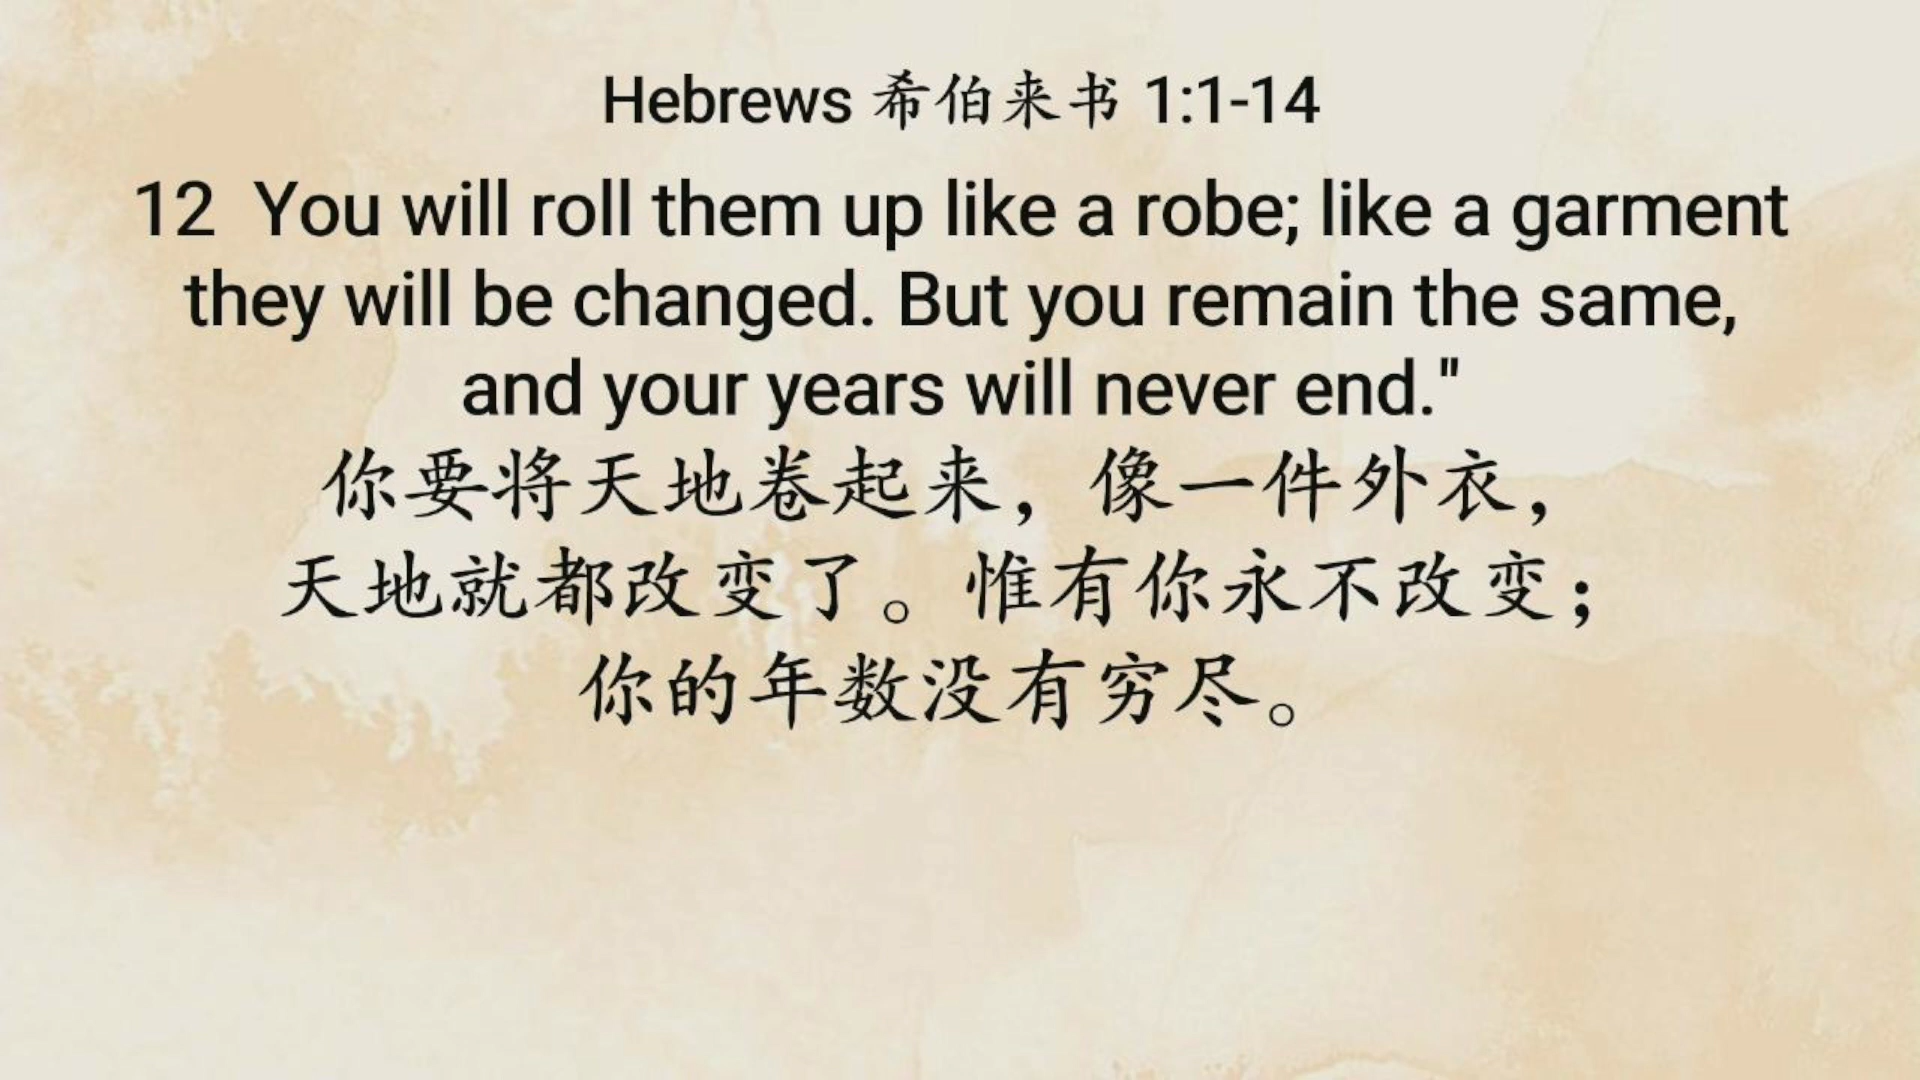 Hebrews 希伯来书 1:1-14
12 You will roll them up like a robe; like a garment
they will be changed. But you remain the same,
and your years will never end."
你要将天地卷起来，像一件外衣，
天地就都改变了。惟有你永不改变；
你的年数没有穷尽。